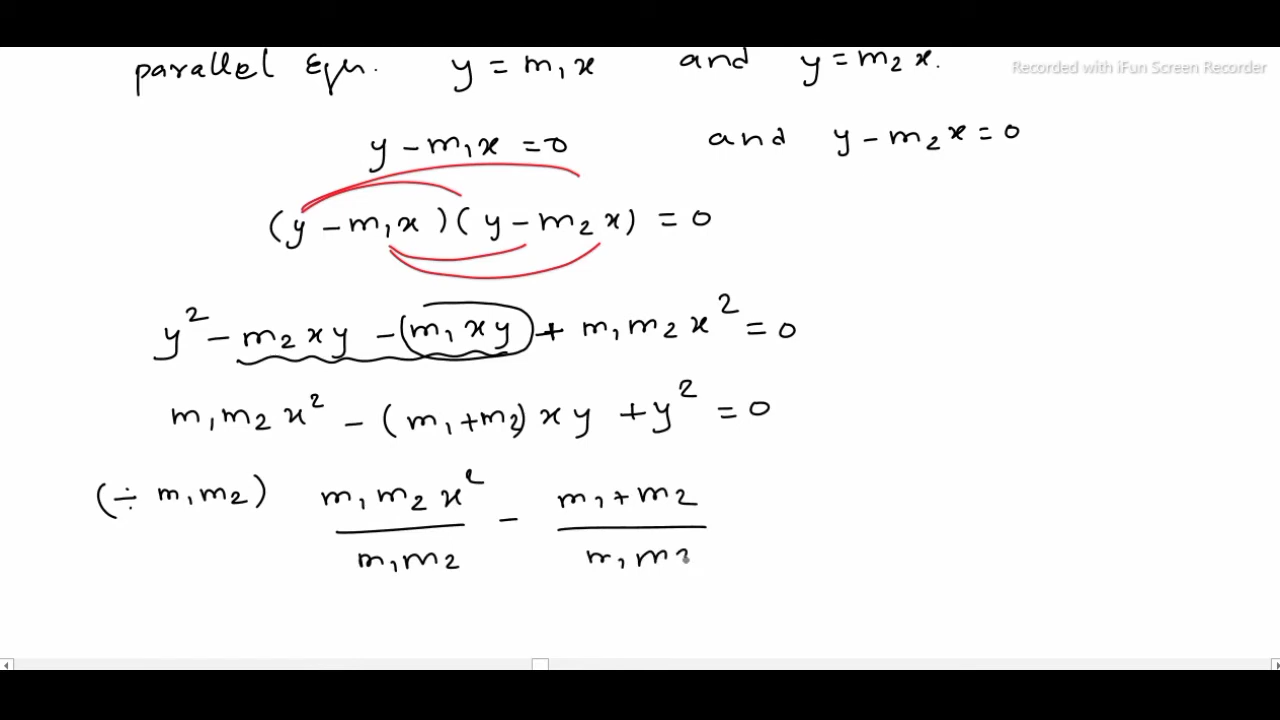 parallel Eqn. y = m₁x and y = m₂x.
Recorded with iFun Screen Recorder
y - m₁x = 0 and y - m₂x = 0
(y - m₁x)(y - m₂x) = 0
y² - m₂xy - (m₁xy) + m₁m₂x² = 0
m₁m₂x² - (m₁+m₂)xy + y² = 0
(÷ m₁m₂) m₁m₂x²/m₁m₂ - m₁+m₂/m₁m₂